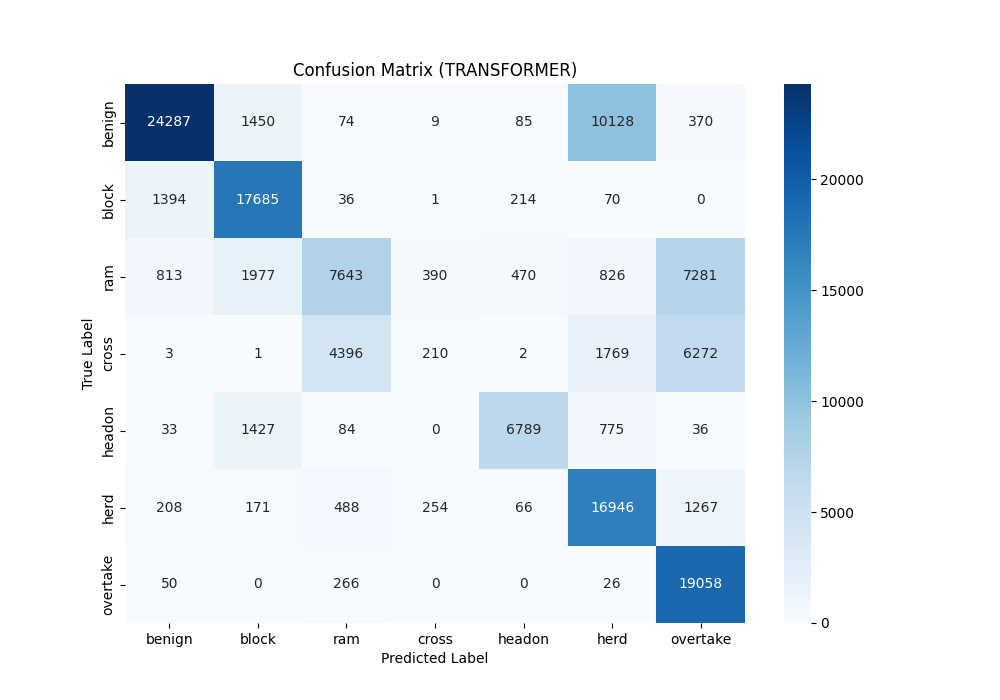 Confusion Matrix (TRANSFORMER)
benign 24287 1450 74 9 85 10128 370
block 1394 17685 36 1 214 70 0
ram 813 1977 7643 390 470 826 7281
cross 3 1 4396 210 2 1769 6272
headon 33 1427 84 0 6789 775 36
herd 208 171 488 254 66 16946 1267
overtake 50 0 266 0 0 26 19058
benign block ram cross headon herd overtake
Predicted Label
True Label
20000
15000
10000
5000
0